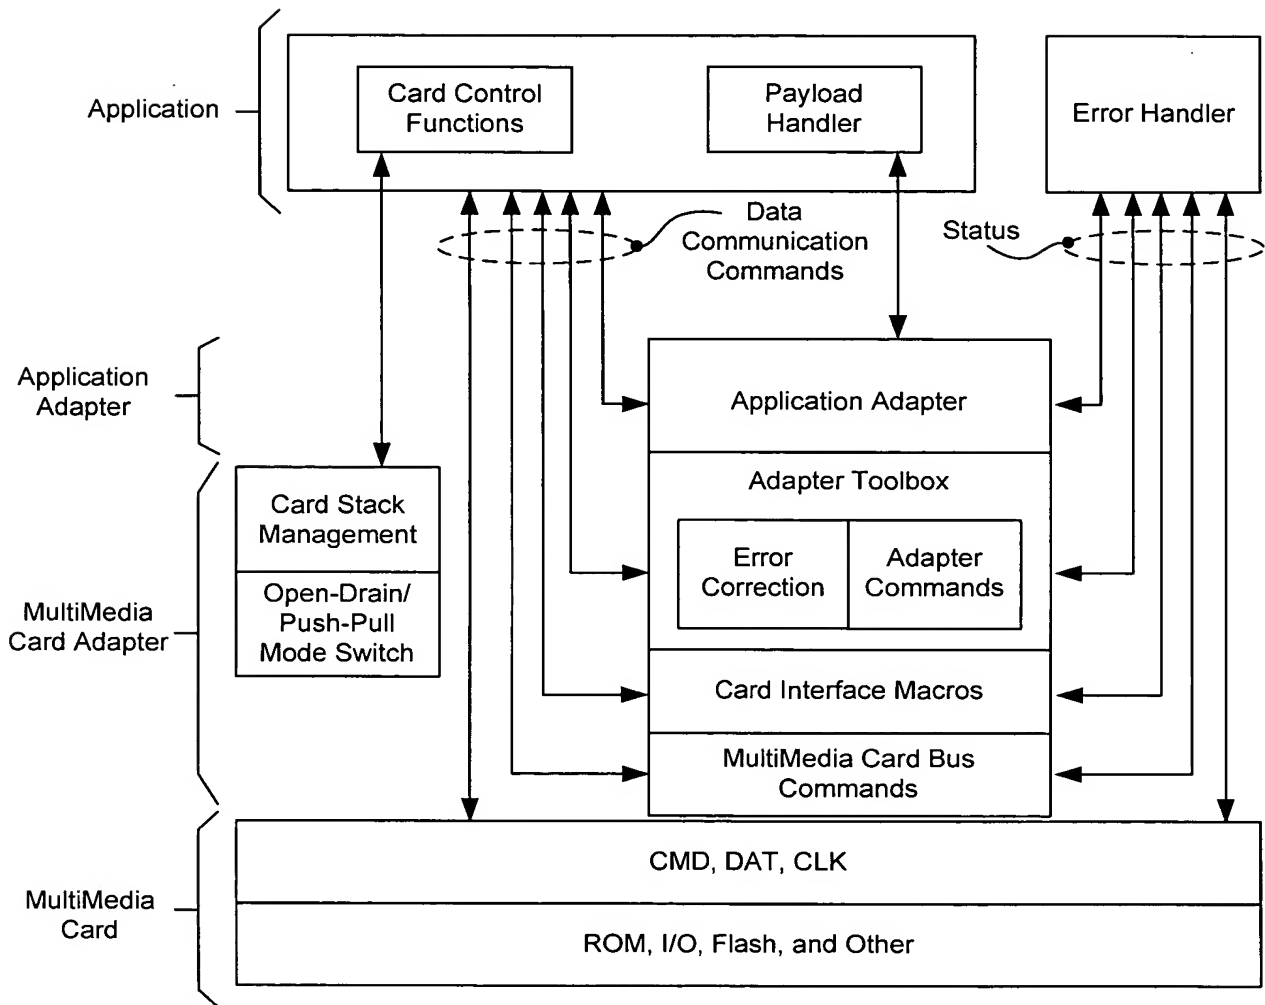 Application
Card Control
Functions
Payload
Handler
Error Handler
Data
Communication
Commands
Status
Application
Adapter
Application Adapter
Adapter Toolbox
Error
Correction
Adapter
Commands
Card Stack
Management
Open-Drain/
Push-Pull
Mode Switch
MultiMedia
Card Adapter
Card Interface Macros
MultiMedia Card Bus
Commands
MultiMedia
Card
CMD, DAT, CLK
ROM, I/O, Flash, and Other